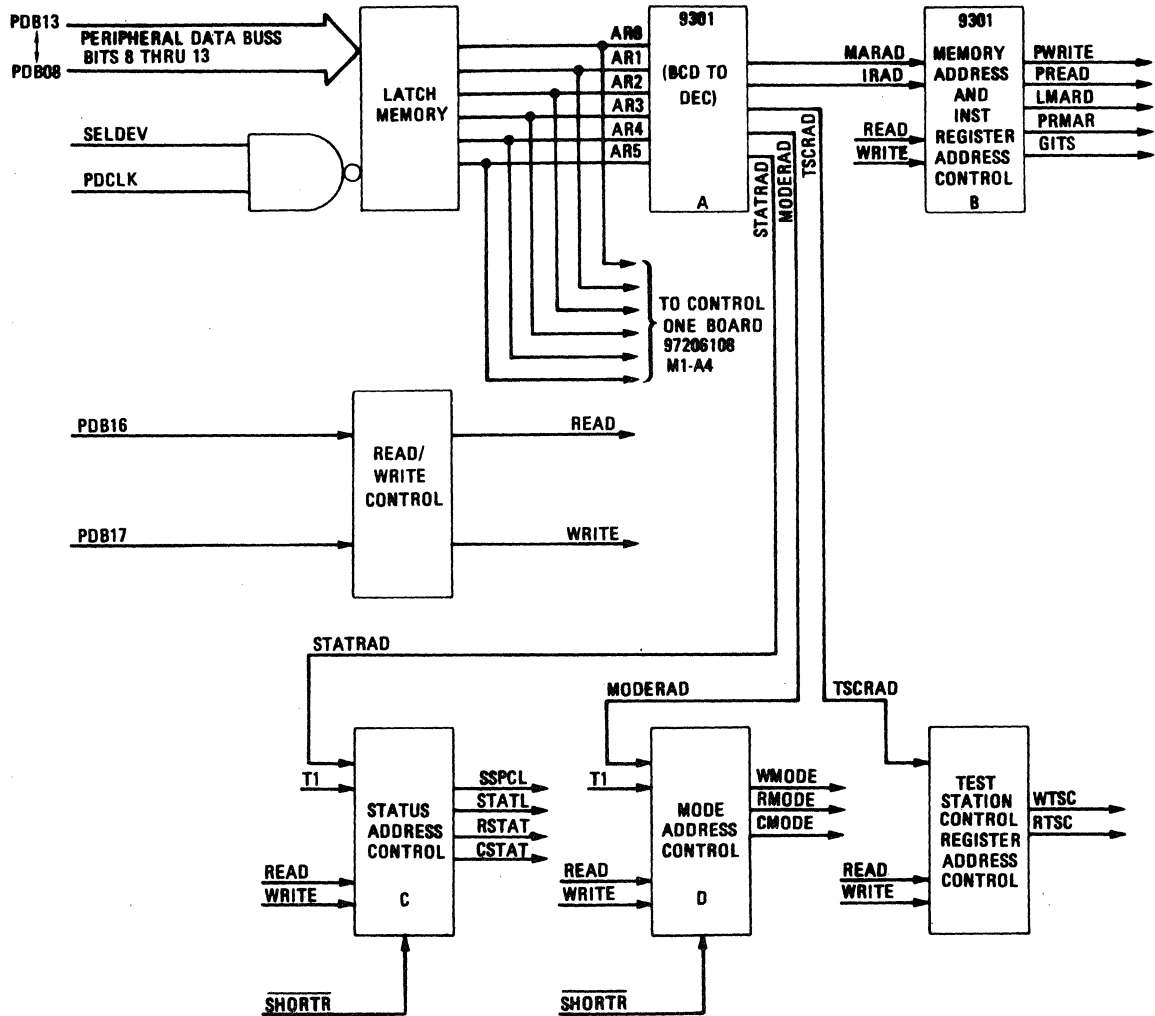 PDB13
PERIPHERAL DATA BUSS
BITS 8 THRU 13
PDB08
SELDEV
PDCLK
LATCH
MEMORY
AR0
AR1
AR2
AR3
AR4
AR5
9301
(BCD TO
DEC)
A
MARAD
IRAD
READ
WRITE
9301
MEMORY
ADDRESS
AND
INST
REGISTER
ADDRESS
CONTROL
B
PWRITE
PREAD
LMARD
PRMAR
GITS
STATRAD
MODERAD
TSCRAD
TO CONTROL
ONE BOARD
97206108
M1-A4
PDB16
PDB17
READ/
WRITE
CONTROL
READ
WRITE
STATRAD
MODERAD
TSCRAD
T1
READ
WRITE
STATUS
ADDRESS
CONTROL
C
SSPCL
STATL
RSTAT
CSTAT
SHORTR
T1
READ
WRITE
MODE
ADDRESS
CONTROL
D
WMODE
RMODE
CMODE
SHORTR
READ
WRITE
TEST
STATION
CONTROL
REGISTER
ADDRESS
CONTROL
WTSC
RTSC